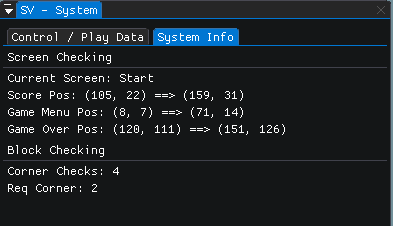 SV - System
Control / Play Data
System Info
Screen Checking
Current Screen: Start
Score Pos: (105, 22) ==> (159, 31)
Game Menu Pos: (8, 7) ==> (71, 14)
Game Over Pos: (120, 111) ==> (151, 126)
Block Checking
Corner Checks: 4
Req Corner: 2